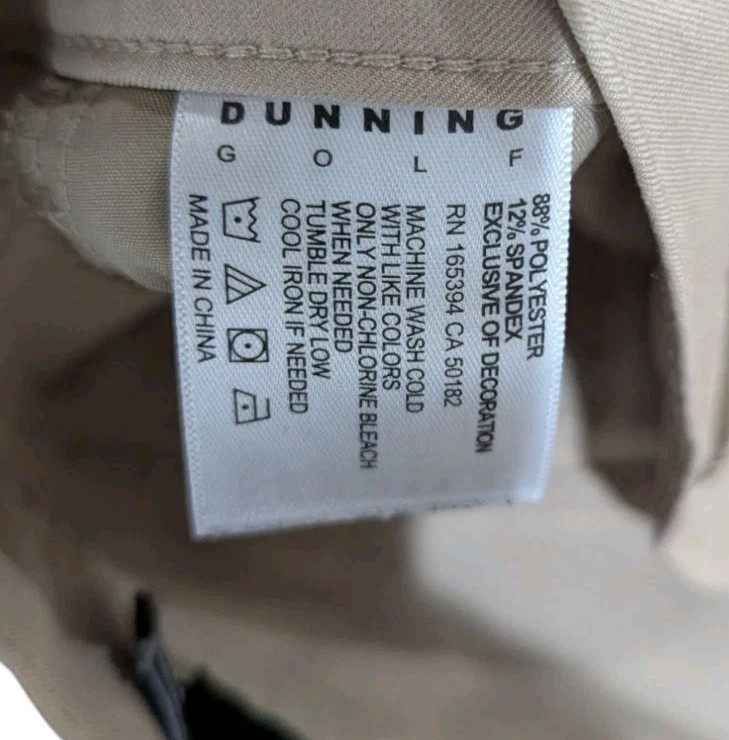 DUNNING
GOLF
88% POLYESTER
12% SPANDEX
EXCLUSIVE OF DECORATION
RN 165394 CA 50182
MACHINE WASH COLD
WITH LIKE COLORS
ONLY NON-CHLORINE BLEACH
WHEN NEEDED
TUMBLE DRY LOW
COOL IRON IF NEEDED
MADE IN CHINA